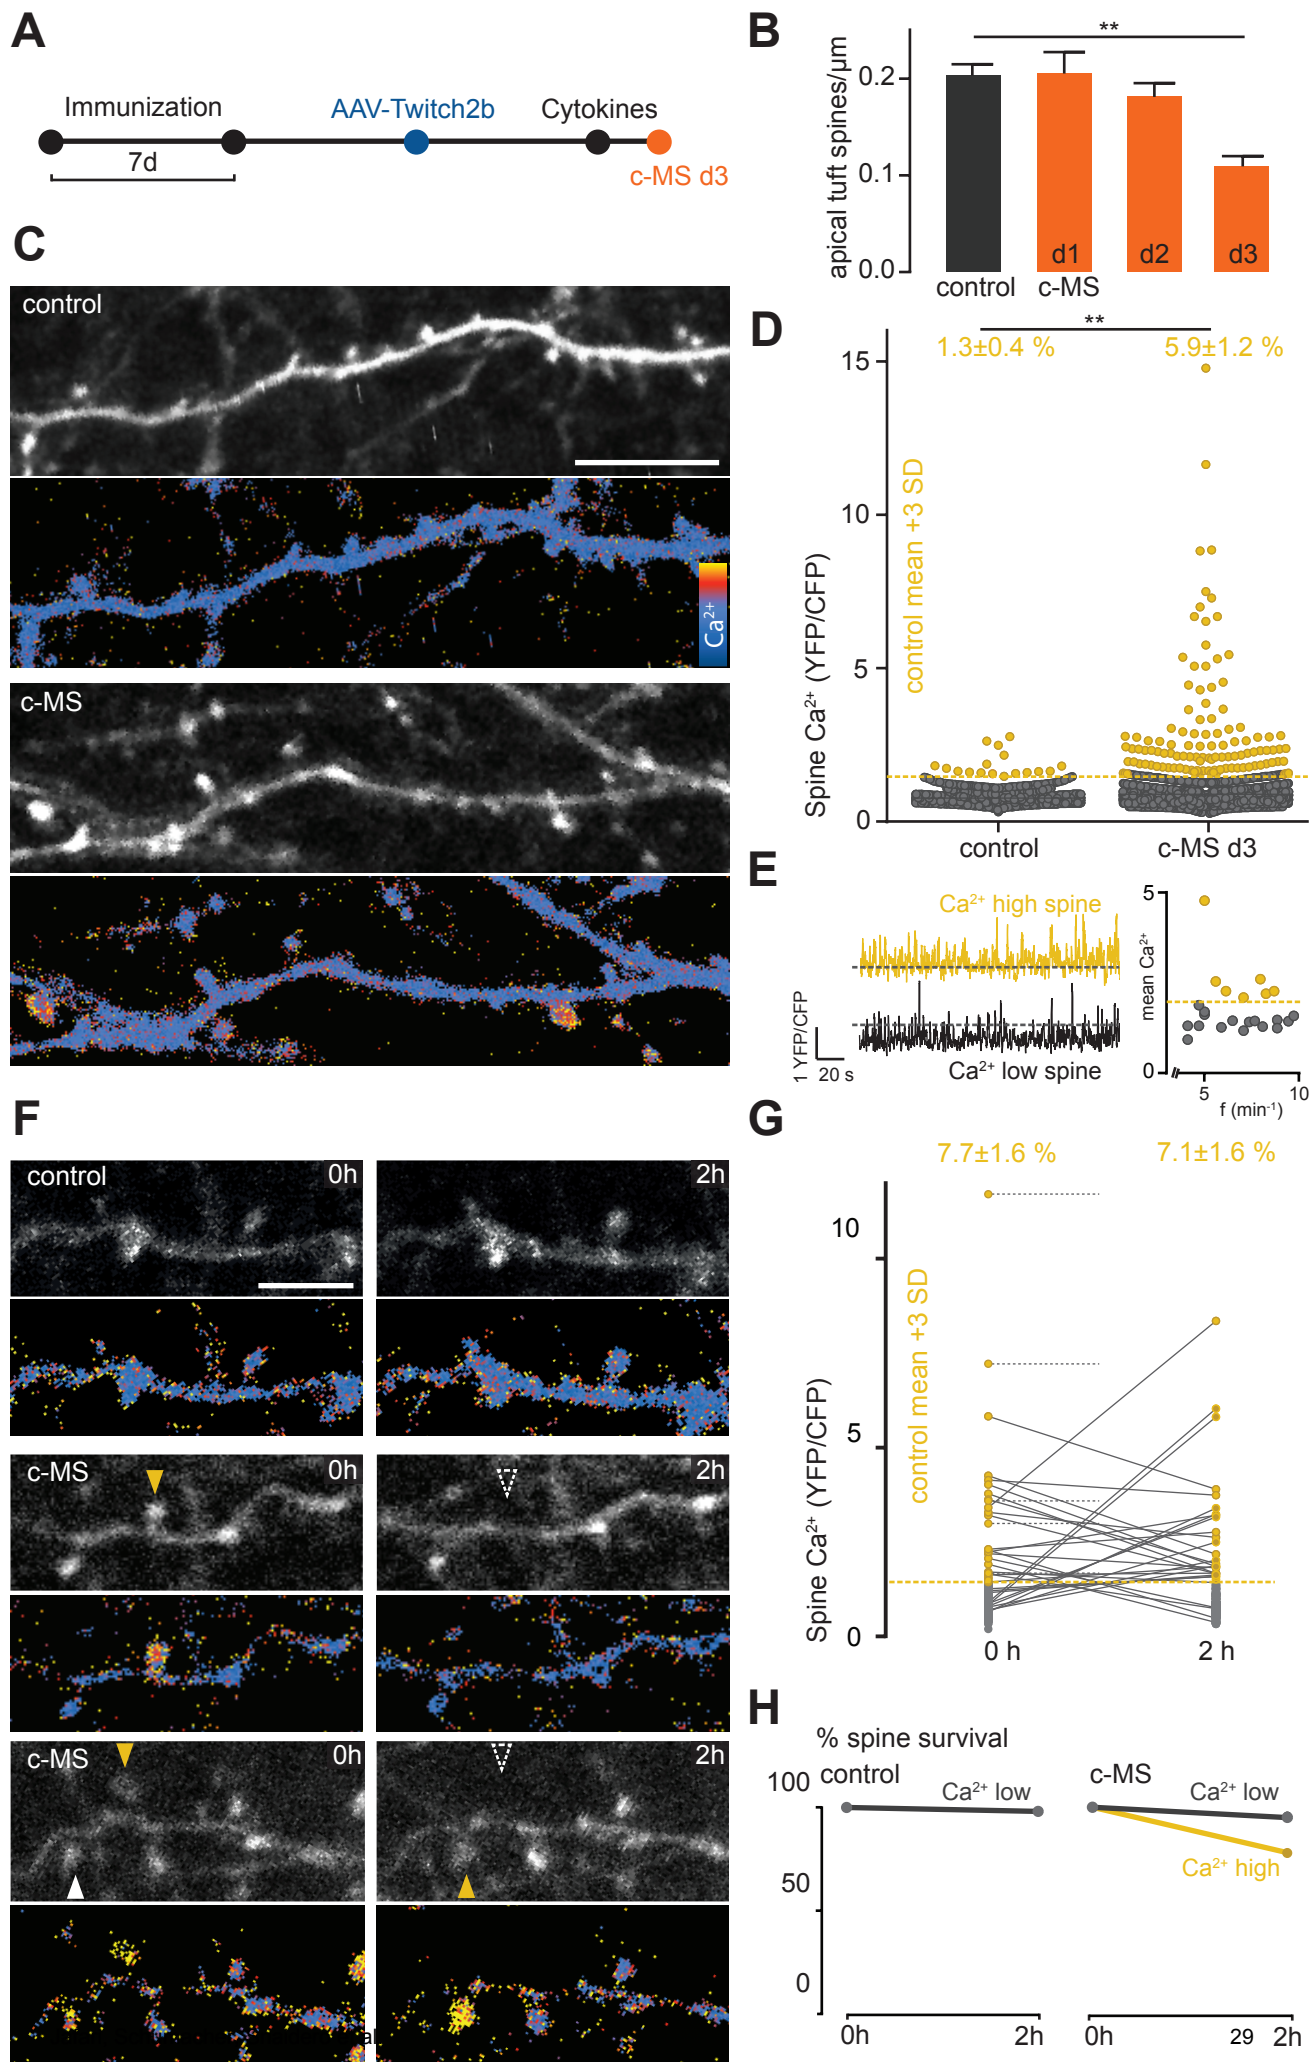 A
Immunization
AAV-Twitch2b
Cytokines
7d
c-MS d3
B
apical tuft spines/µm
**
0.2
0.1
0.0
d1
d2
d3
control
c-MS
C
control
Ca²⁺
c-MS
D
**
1.3±0.4 %
5.9±1.2 %
Spine Ca²⁺ (YFP/CFP)
control mean +3 SD
15
10
5
0
control
c-MS d3
E
Ca²⁺ high spine
Ca²⁺ low spine
1 YFP/CFP
20 s
mean Ca²⁺
5
0
5
10
f (min⁻¹)
F
control
0h
2h
c-MS
0h
2h
c-MS
0h
2h
G
7.7±1.6 %
7.1±1.6 %
Spine Ca²⁺ (YFP/CFP)
control mean +3 SD
10
5
0
0 h
2 h
H
% spine survival
control
c-MS
100
50
0
Ca²⁺ low
Ca²⁺ low
Ca²⁺ high
0h
2h
0h
29
2h